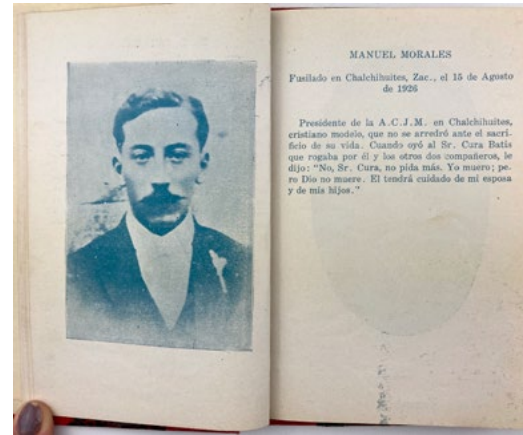 MANUEL MORALES
Fusilado en Chalchihuites, Zac., el 15 de Agosto
de 1926
Presidente de la A.C.J.M. en Chalchihuites,
cristiano modelo, que no se arredró ante el sacri-
ficio de su vida. Cuando oyó al Sr. Cura Batis
que rogaba por él y los otros dos compañeros, le
dijo: "No, Sr. Cura, no pida más. Yo muero; pe-
ro Dio no muere. El tendrá cuidado de mi esposa
y de mis hijos."